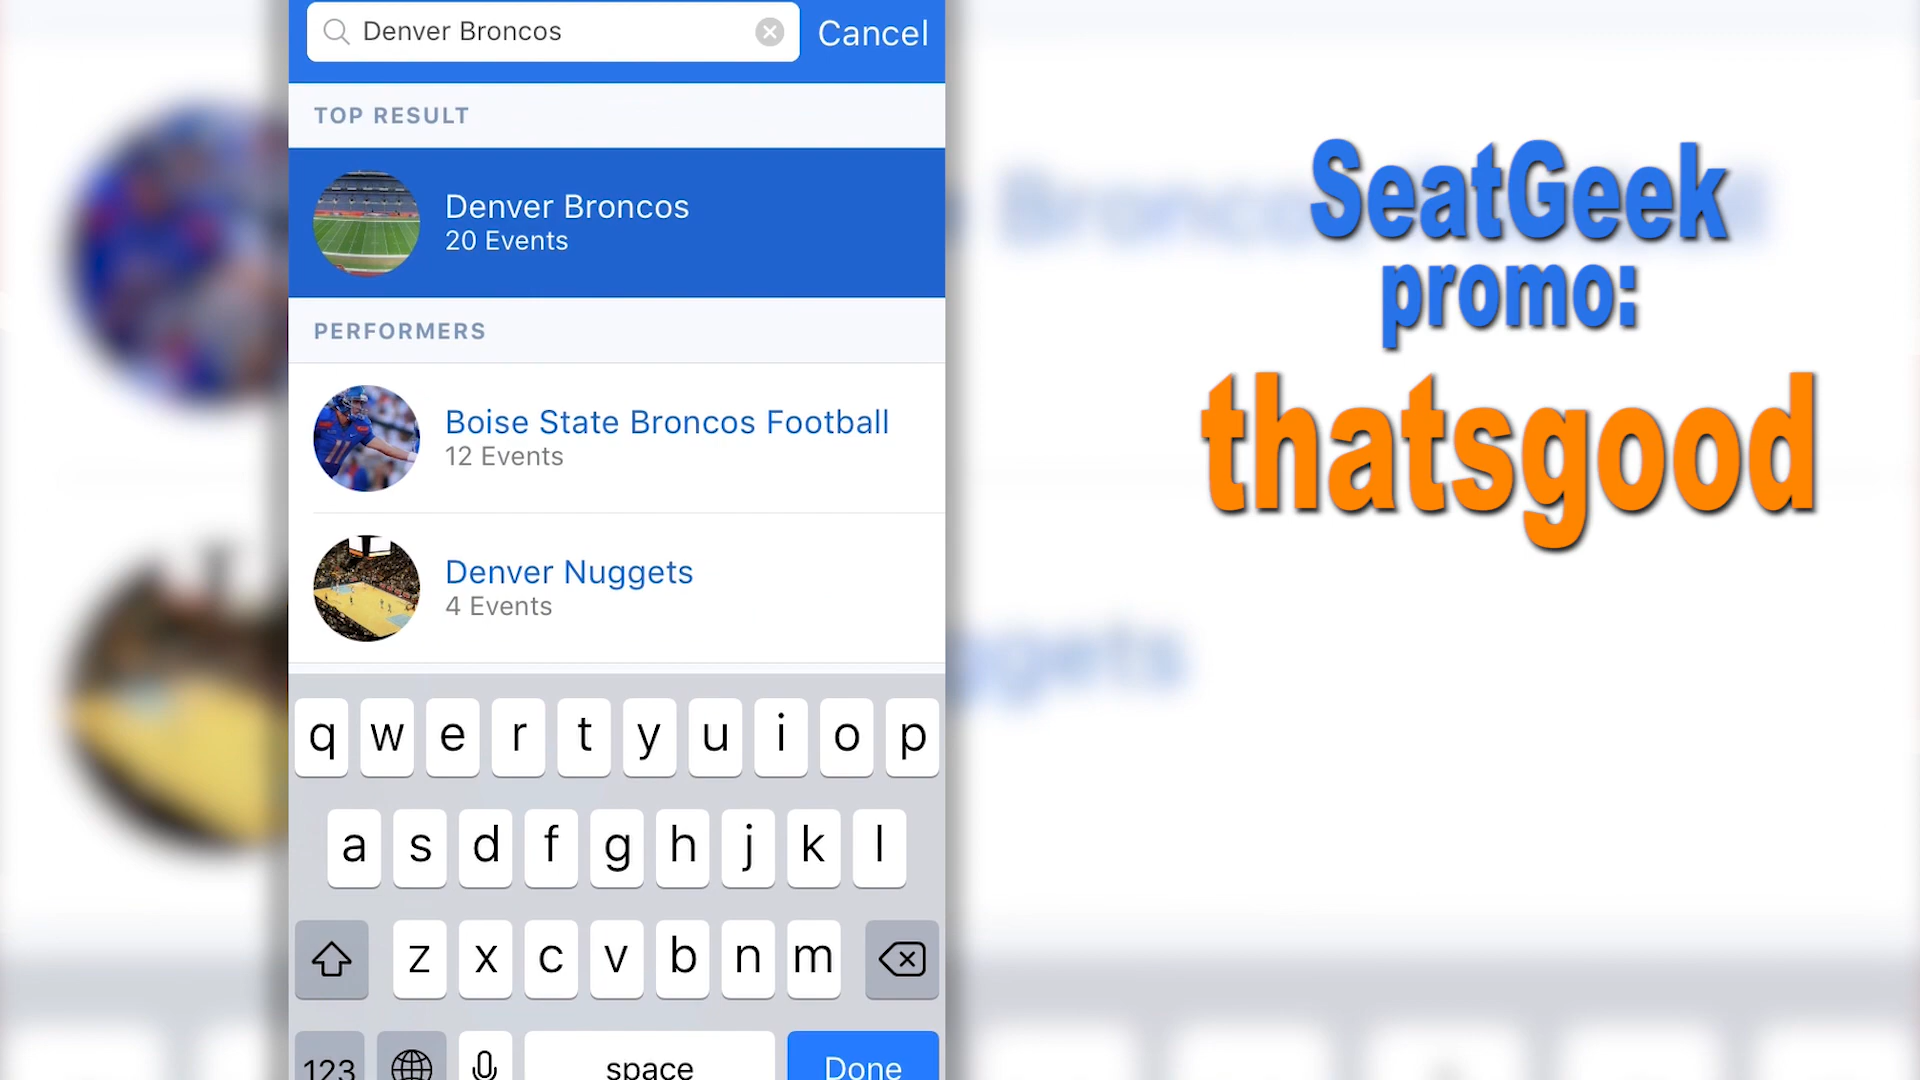 Denver Broncos
Cancel
TOP RESULT
Denver Broncos
20 Events
PERFORMERS
Boise State Broncos Football
12 Events
Denver Nuggets
4 Events
q w e r t y u i o p
a s d f g h j k l
z x c v b n m
123 space Done
SeatGeek
promo:
thatsgood